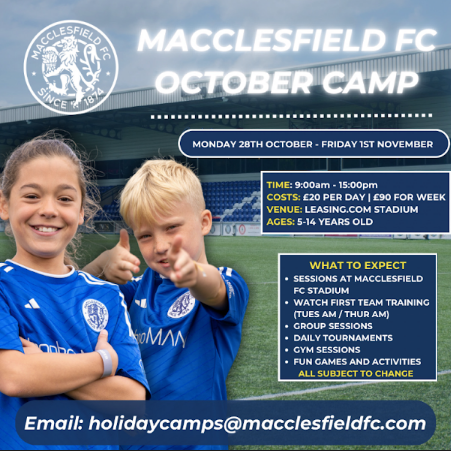 MACCLESFIELD FC
SINCE 1874
MACCLESFIELD FC
OCTOBER CAMP
MONDAY 28TH OCTOBER - FRIDAY 1ST NOVEMBER
TIME: 9:00am - 15:00pm
COSTS: £20 PER DAY | £90 FOR WEEK
VENUE: LEASING.COM STADIUM
AGES: 5-14 YEARS OLD
WHAT TO EXPECT
• SESSIONS AT MACCLESFIELD
FC STADIUM
• WATCH FIRST TEAM TRAINING
(TUES AM / THUR AM)
• GROUP SESSIONS
• DAILY TOURNAMENTS
• GYM SESSIONS
• FUN GAMES AND ACTIVITIES
ALL SUBJECT TO CHANGE
Email: holidaycamps@macclesfieldfc.com